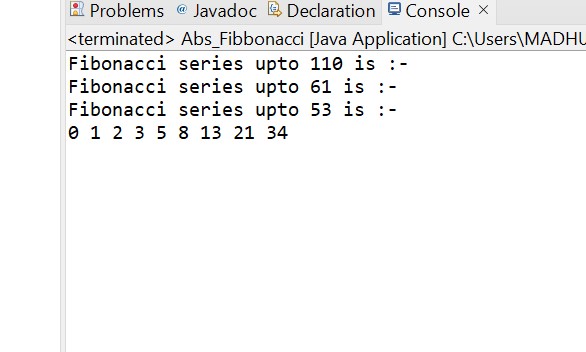 Problems @ Javadoc Declaration Console
<terminated> Abs_Fibbonacci [Java Application] C:\Users\MADHU
Fibonacci series upto 110 is :-
Fibonacci series upto 61 is :-
Fibonacci series upto 53 is :-
0 1 2 3 5 8 13 21 34